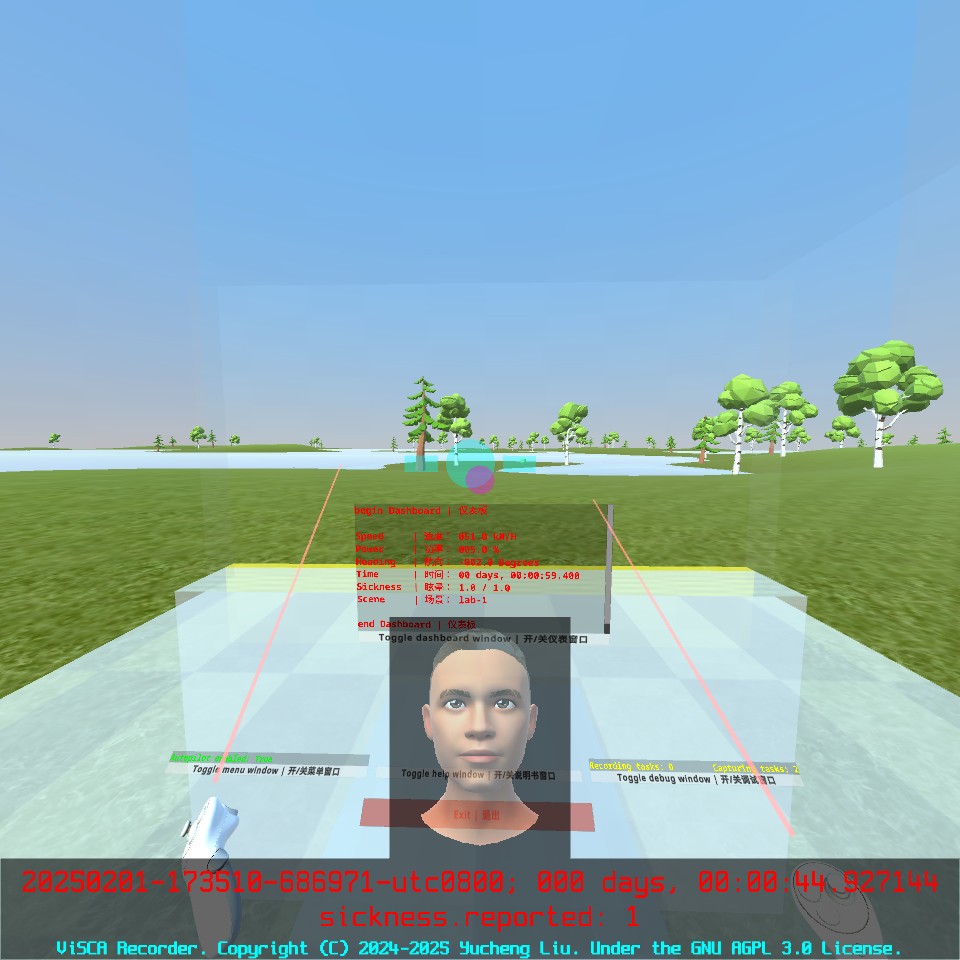 begin Dashboard | 仪表板
Speed | 速度： 051.0 km/H
Power | 功率： 095.0 %
Heading | 航向： -002.0 Degrees
Time | 时间： 00 days, 00:00:59.400
Sickness | 眩晕： 1.0 / 1.0
Scene | 场景： lab-1
end Dashboard | 仪表板
Toggle dashboard window | 开/关仪表窗口
Autopilot enabled: True
Toggle menu window | 开/关菜单窗口
Toggle help window | 开/关说明书窗口
Recording tasks: 0 Capturing tasks: 2
Toggle debug window | 开/关调试窗口
Exit | 退出
20250201-173510-686971-utc0800; 000 days, 00:00:44.927144
sickness.reported: 1
ViSCA Recorder. Copyright (C) 2024-2025 Yucheng Liu. Under the GNU AGPL 3.0 License.